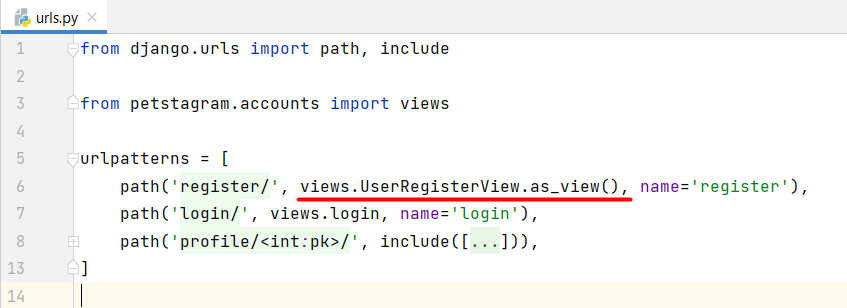 urls.py
1 from django.urls import path, include
2
3 from petstagram.accounts import views
4
5 urlpatterns = [
6     path('register/', views.UserRegisterView.as_view(), name='register'),
7     path('login/', views.login, name='login'),
8     path('profile/<int:pk>/', include([...])),
13 ]
14